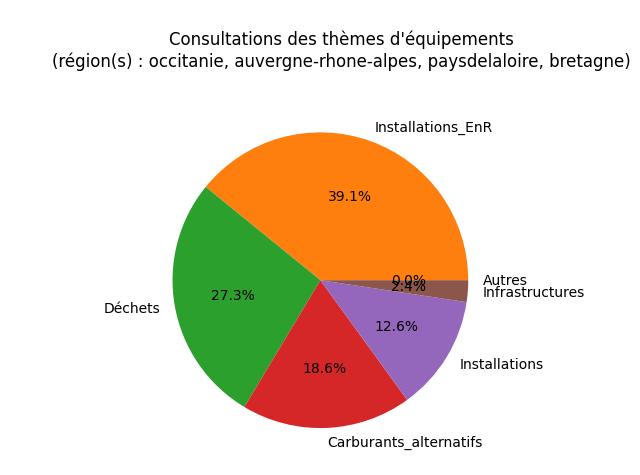 Consultations des thèmes d'équipements
(région(s) : occitanie, auvergne-rhone-alpes, paysdelaloire, bretagne)
Installations_EnR
39.1%
0.0%
Autres
2.4%
Infrastructures
27.3%
Déchets
12.6%
Installations
18.6%
Carburants_alternatifs